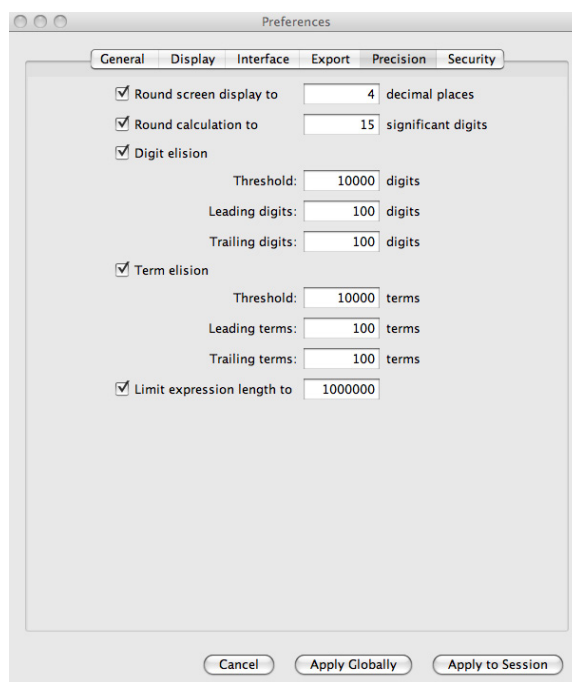 Preferences
General Display Interface Export Precision Security
Round screen display to 4 decimal places
Round calculation to 15 significant digits
Digit elision
Threshold: 10000 digits
Leading digits: 100 digits
Trailing digits: 100 digits
Term elision
Threshold: 10000 terms
Leading terms: 100 terms
Trailing terms: 100 terms
Limit expression length to 1000000
Cancel Apply Globally Apply to Session